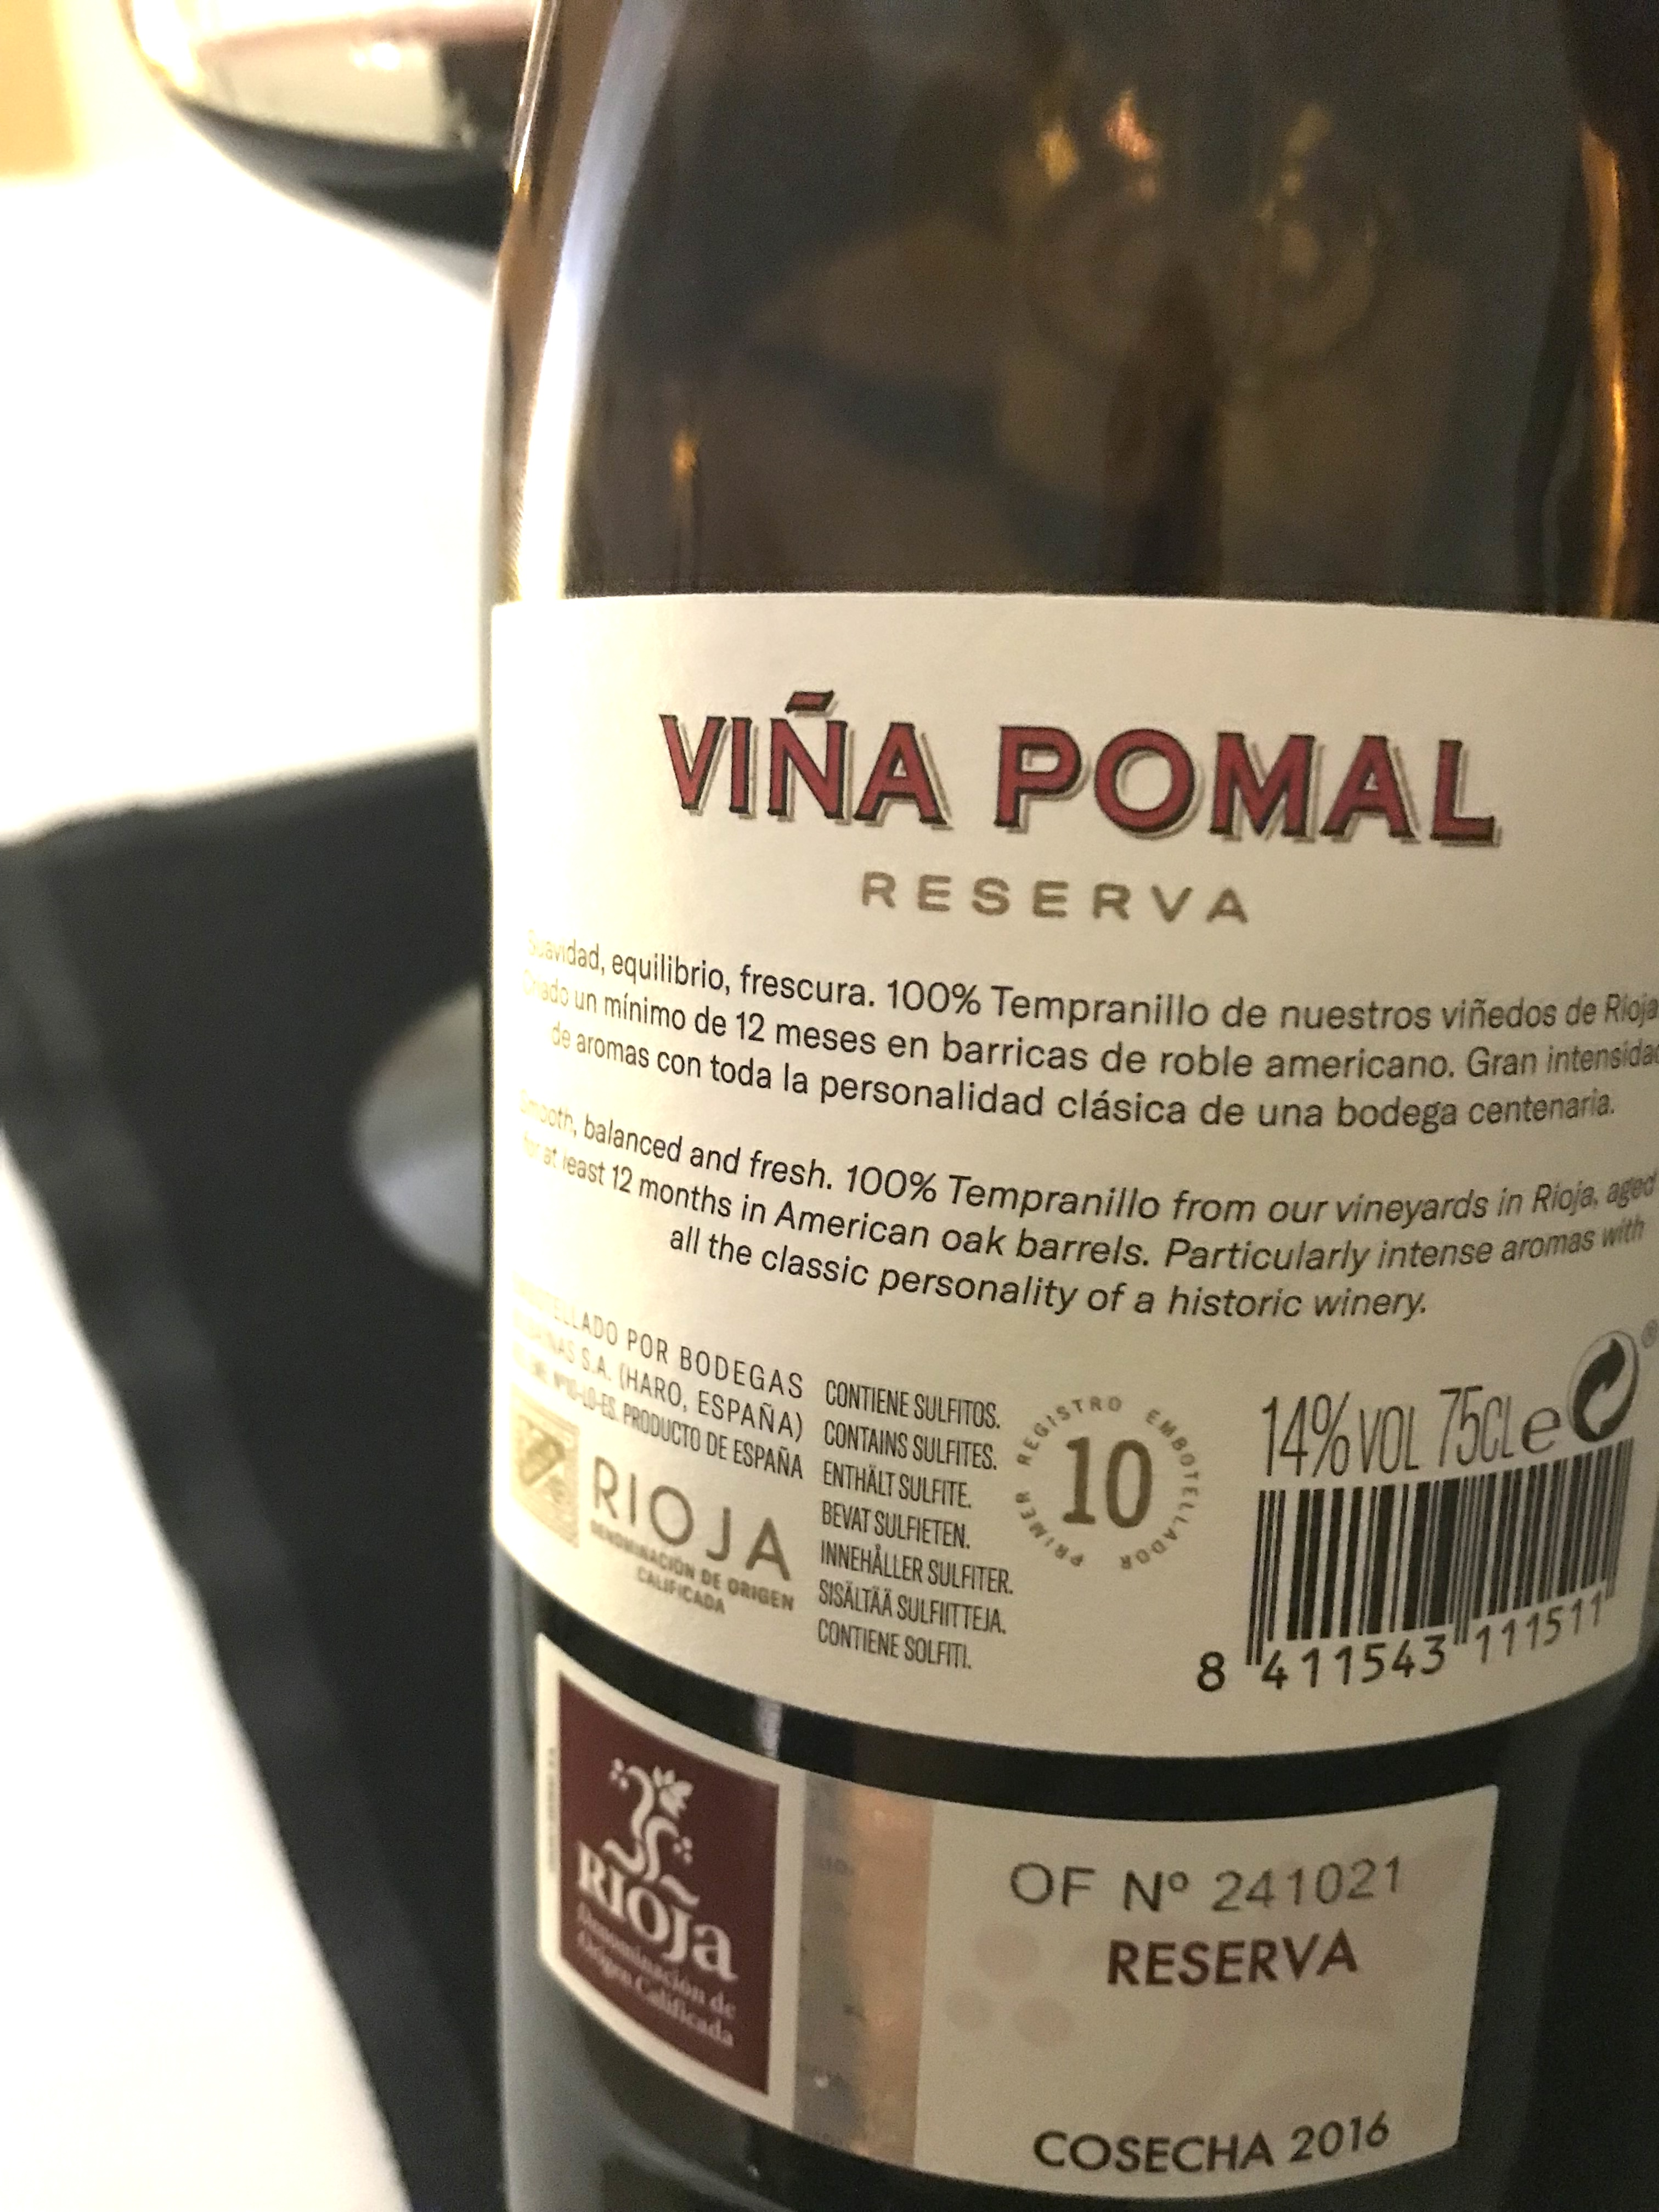 VIÑA POMAL
RESERVA
Suavidad, equilibrio, frescura. 100% Tempranillo de nuestros viñedos de Rioja
Criado un mínimo de 12 meses en barricas de roble americano. Gran intensidad
de aromas con toda la personalidad clásica de una bodega centenaria.
Smooth, balanced and fresh. 100% Tempranillo from our vineyards in Rioja, aged
for at least 12 months in American oak barrels. Particularly intense aromas with
all the classic personality of a historic winery.
POR BODEGAS
S.A. (HARO, ESPAÑA)
PRODUCTO DE ESPAÑA
RIOJA
DENOMINACIÓN DE ORIGEN
CALIFICADA
CONTIENE SULFITOS.
CONTAINS SULFITES.
ENTHÄLT SULFITE.
BEVAT SULFIETEN.
INNEHÅLLER SULFITER.
SISÄLTÄÄ SULFIITTEJA.
CONTIENE SOLFITI.
PRIMER REGISTRO EMBOTELLADOR
10
14% VOL 75CL e
®
8 411543 111511
RIOJA
Denominación de
Origen Calificada
OF Nº 241021
RESERVA
COSECHA 2016